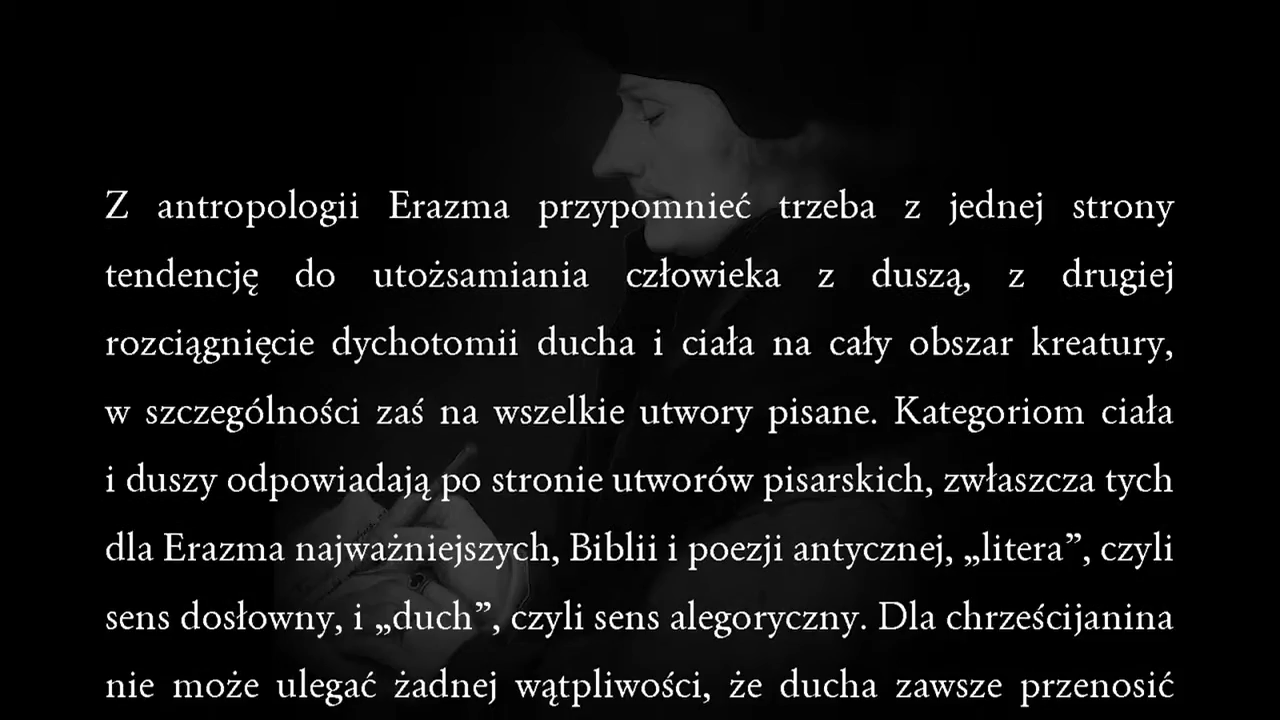 Z antropologii Erazma przypomnieć trzeba z jednej strony
tendencję do utożsamiania człowieka z duszą, z drugiej
rozciągnięcie dychotomii ducha i ciała na cały obszar kreatury,
w szczególności zaś na wszelkie utwory pisane. Kategoriom ciała
i duszy odpowiadają po stronie utworów pisarskich, zwłaszcza tych
dla Erazma najważniejszych, Biblii i poezji antycznej, „litera”, czyli
sens dosłowny, i „duch”, czyli sens alegoryczny. Dla chrześcijanina
nie może ulegać żadnej wątpliwości, że ducha zawsze przenosić